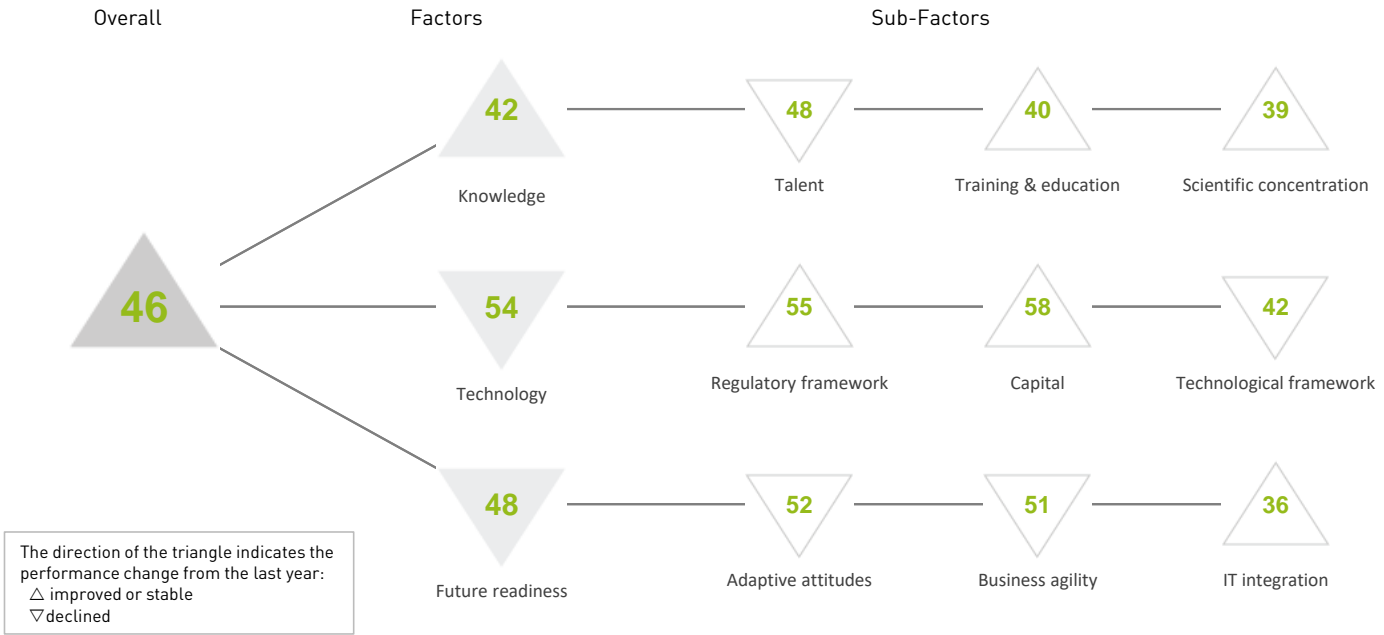 Overall Factors Sub-Factors
42 48 40 39
Knowledge Talent Training & education Scientific concentration
46 54 55 58 42
Technology Regulatory framework Capital Technological framework
48 52 51 36
Future readiness Adaptive attitudes Business agility IT integration
The direction of the triangle indicates the
performance change from the last year:
△ improved or stable
▽ declined